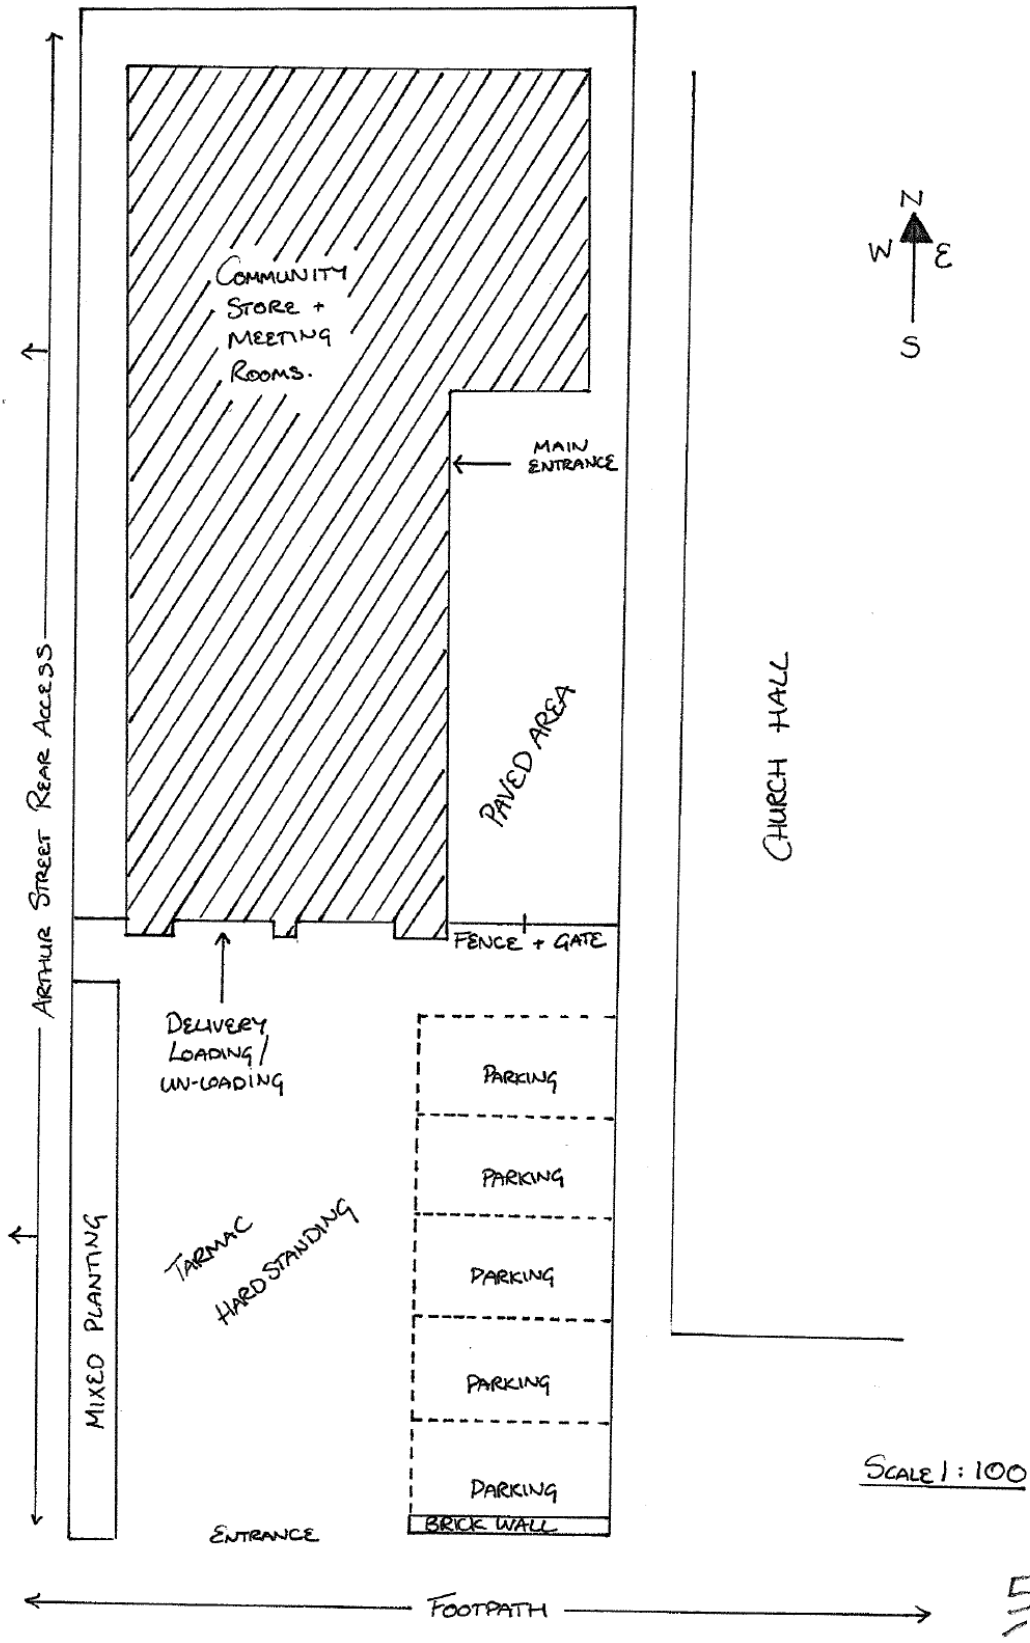 N
W E
S
COMMUNITY
STORE +
MEETING
ROOMS.
MAIN
ENTRANCE
ARTHUR STREET REAR ACCESS
PAVED AREA
CHURCH HALL
FENCE + GATE
DELIVERY
LOADING/
UN-LOADING
PARKING
PARKING
TARMAC
HARDSTANDING
MIXED PLANTING
PARKING
PARKING
PARKING
BRICK WALL
ENTRANCE
SCALE 1:100
FOOTPATH
5